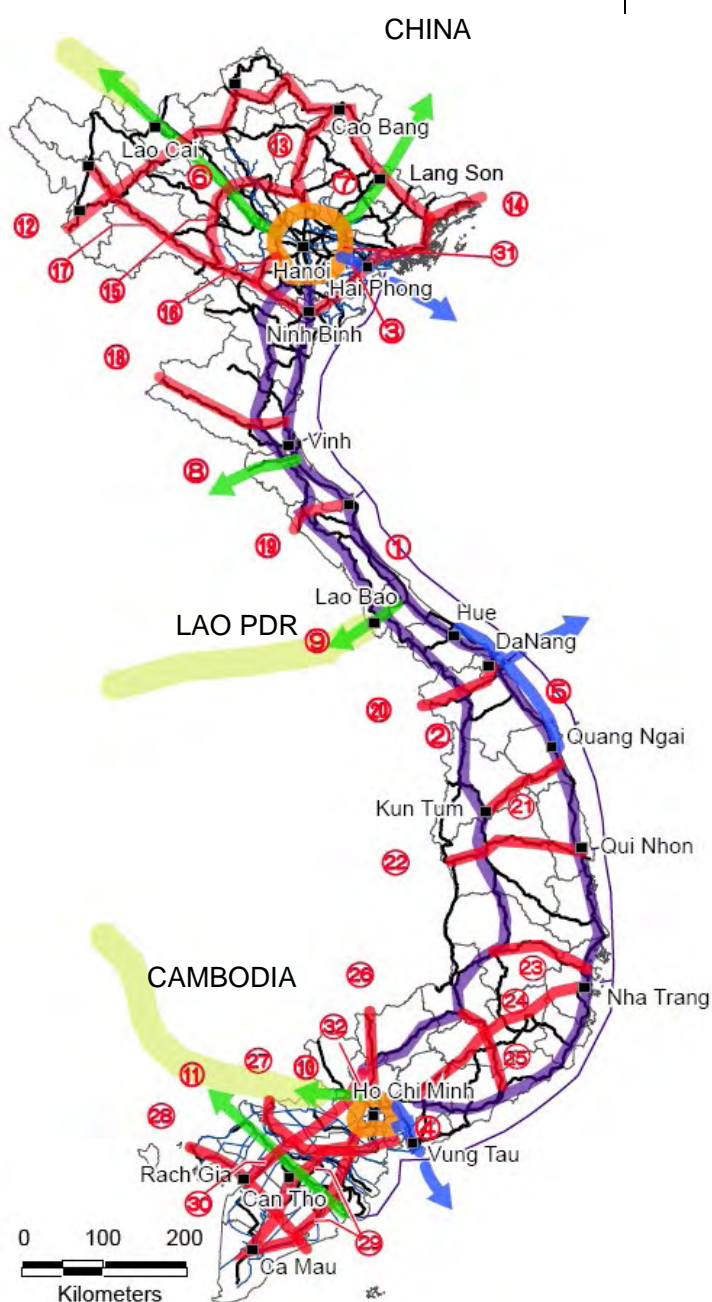 CHINA
Cao Bang
Lao Cai
⑬
⑥
⑦
Lang Son
⑫
⑭
⑰
⑮
㉛
Hanoi
Hai Phong
⑯
③
Ninh Binh
⑱
Vinh
⑧
⑲
①
Lao Bao
Hue
LAO PDR
⑨
DaNang
⑳
⑤
②
Quang Ngai
Kun Tum
㉑
㉒
Qui Nhon
CAMBODIA
㉖
㉓
㉔
Nha Trang
㉜
㉕
㉗
⑩
⑪
Ho Chi Minh
㉘
④
Vung Tau
Rach Gia
㉚
Can Tho
㉙
0 100 200
Ca Mau
Kilometers